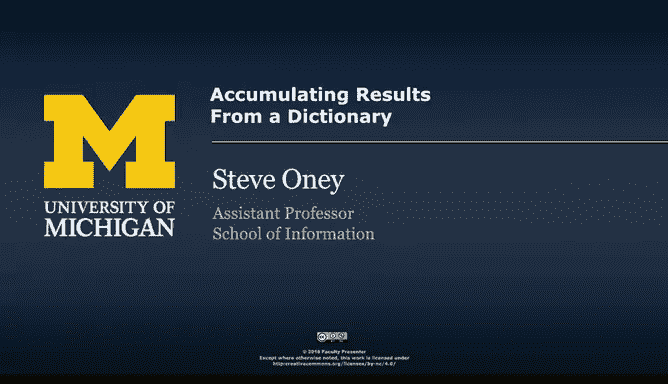 Accumulating Results
From a Dictionary
Steve Oney
Assistant Professor
School of Information
M
UNIVERSITY OF
MICHIGAN
© 2018 Faculty Presenter
Except where otherwise noted, this work is licensed under
http:creativecommons.org/licenses/by-nc/4.0/